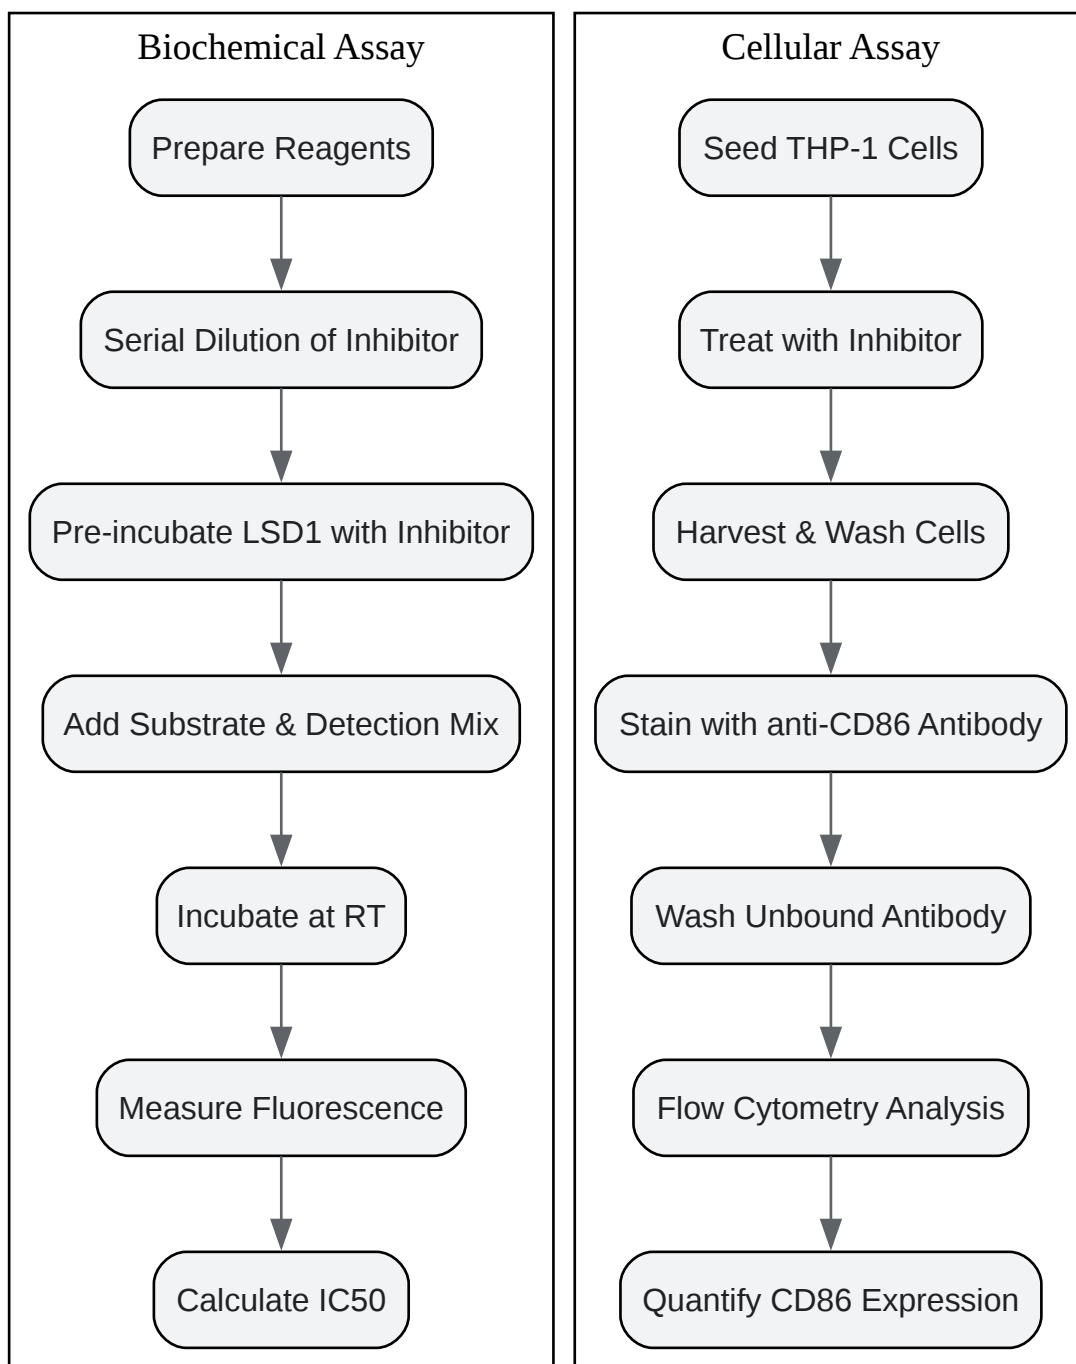 Biochemical Assay
Prepare Reagents
Serial Dilution of Inhibitor
Pre-incubate LSD1 with Inhibitor
Add Substrate & Detection Mix
Incubate at RT
Measure Fluorescence
Calculate IC50
Cellular Assay
Seed THP-1 Cells
Treat with Inhibitor
Harvest & Wash Cells
Stain with anti-CD86 Antibody
Wash Unbound Antibody
Flow Cytometry Analysis
Quantify CD86 Expression